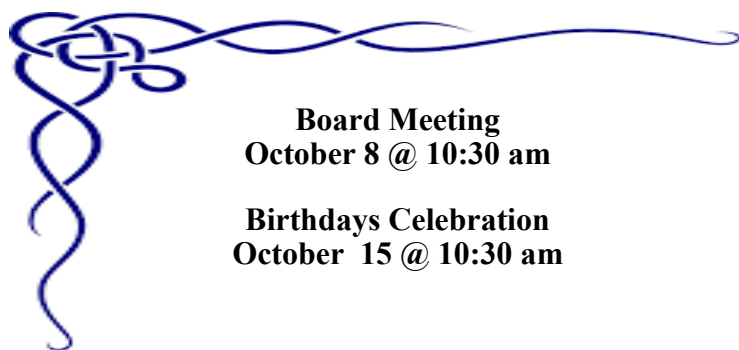 Board Meeting
October 8 @ 10:30 am
Birthdays Celebration
October  15 @ 10:30 am